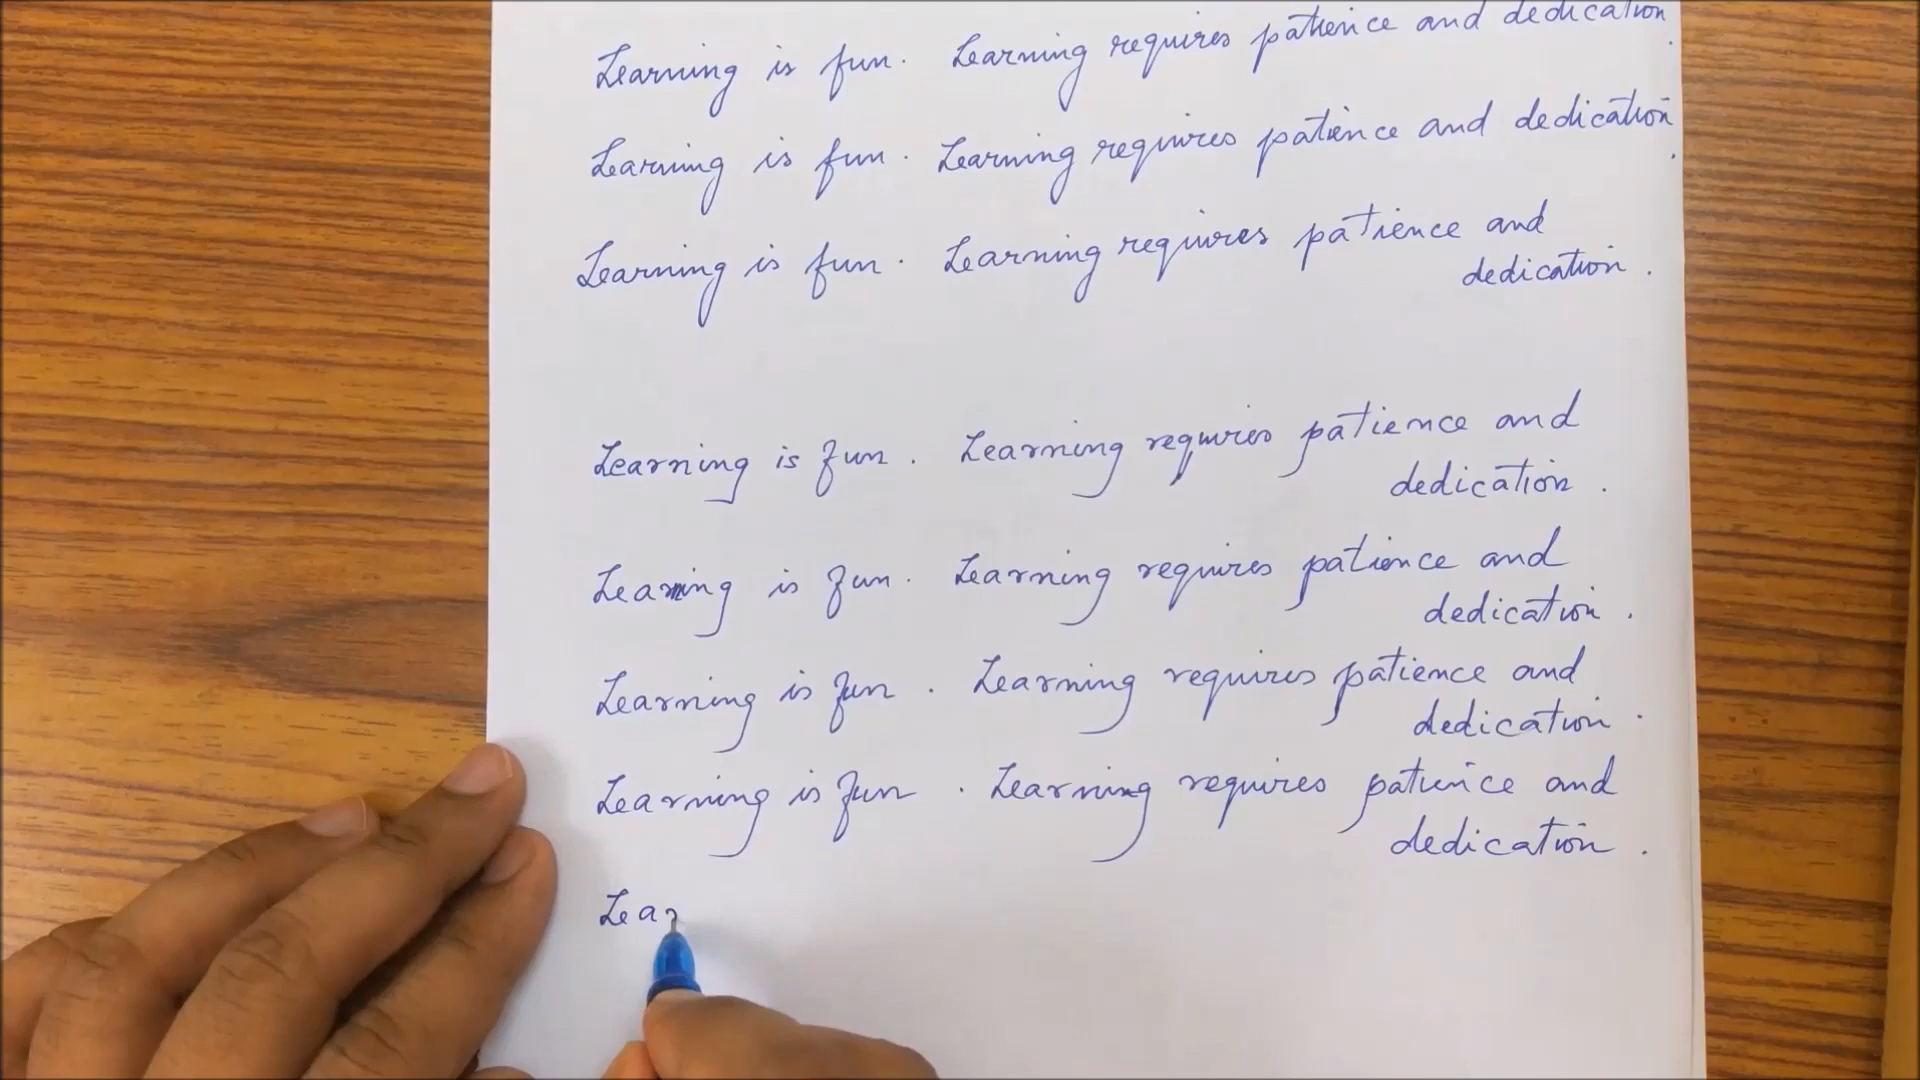 Learning is fun. Learning requires patience and dedication.
Learning is fun. Learning requires patience and dedication.
Learning is fun. Learning requires patience and
dedication.
Learning is fun. Learning requires patience and
dedication.
Learning is fun. Learning requires patience and
dedication.
Learning is fun. Learning requires patience and
dedication.
Learning is fun. Learning requires patience and
dedication.
Lear